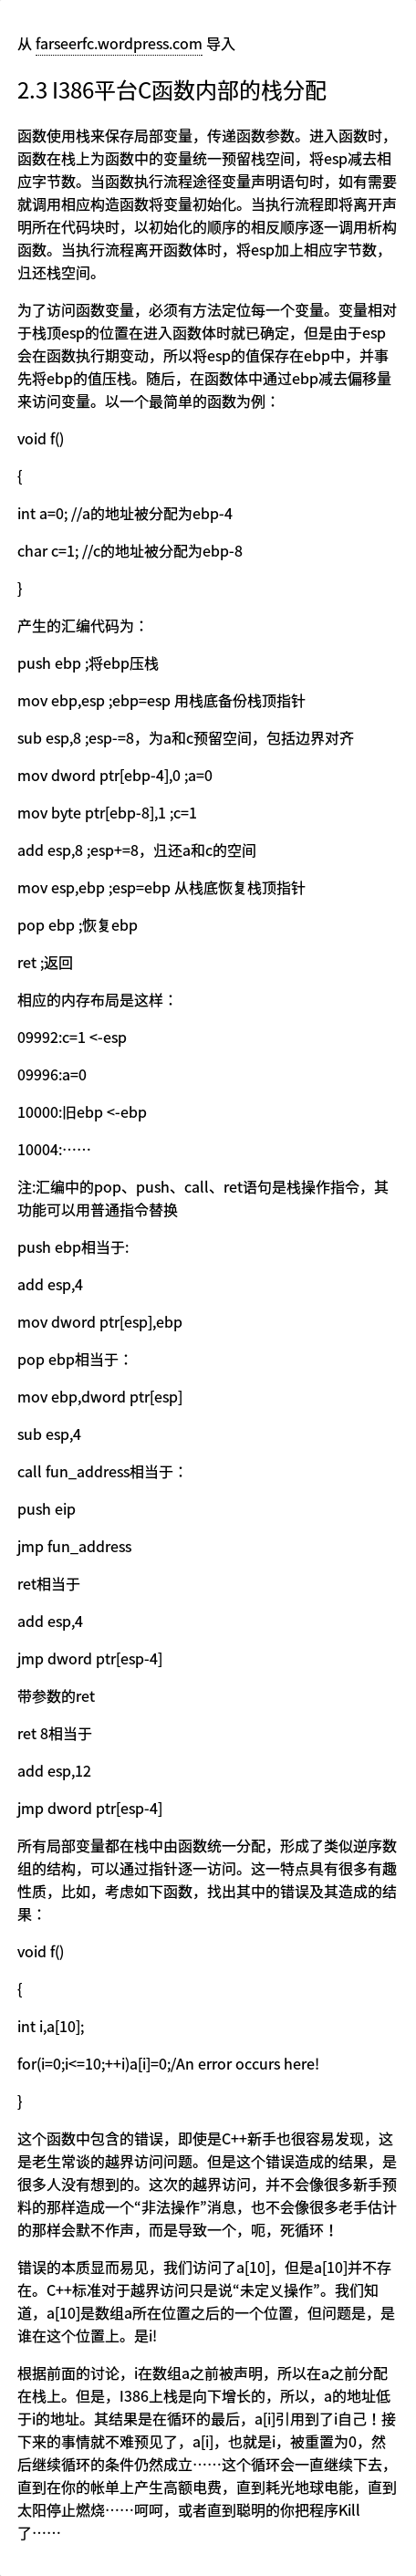 从 farseerfc.wordpress.com 导入
2.3 I386平台C函数内部的栈分配
函数使用栈来保存局部变量，传递函数参数。进入函数时，
函数在栈上为函数中的变量统一预留栈空间，将esp减去相
应字节数。当函数执行流程途径变量声明语句时，如有需要
就调用相应构造函数将变量初始化。当执行流程即将离开声
明所在代码块时，以初始化的顺序的相反顺序逐一调用析构
函数。当执行流程离开函数体时，将esp加上相应字节数，
归还栈空间。
为了访问函数变量，必须有方法定位每一个变量。变量相对
于栈顶esp的位置在进入函数体时就已确定，但是由于esp
会在函数执行期变动，所以将esp的值保存在ebp中，并事
先将ebp的值压栈。随后，在函数体中通过ebp减去偏移量
来访问变量。以一个最简单的函数为例：
void f()
{
int a=0; //a的地址被分配为ebp-4
char c=1; //c的地址被分配为ebp-8
}
产生的汇编代码为：
push ebp ;将ebp压栈
mov ebp,esp ;ebp=esp 用栈底备份栈顶指针
sub esp,8 ;esp-=8，为a和c预留空间，包括边界对齐
mov dword ptr[ebp-4],0 ;a=0
mov byte ptr[ebp-8],1 ;c=1
add esp,8 ;esp+=8，归还a和c的空间
mov esp,ebp ;esp=ebp 从栈底恢复栈顶指针
pop ebp ;恢复ebp
ret ;返回
相应的内存布局是这样：
09992:c=1 <-esp
09996:a=0
10000:旧ebp <-ebp
10004:……
注:汇编中的pop、push、call、ret语句是栈操作指令，其
功能可以用普通指令替换
push ebp相当于:
add esp,4
mov dword ptr[esp],ebp
pop ebp相当于：
mov ebp,dword ptr[esp]
sub esp,4
call fun_address相当于：
push eip
jmp fun_address
ret相当于
add esp,4
jmp dword ptr[esp-4]
带参数的ret
ret 8相当于
add esp,12
jmp dword ptr[esp-4]
所有局部变量都在栈中由函数统一分配，形成了类似逆序数
组的结构，可以通过指针逐一访问。这一特点具有很多有趣
性质，比如，考虑如下函数，找出其中的错误及其造成的结
果：
void f()
{
int i,a[10];
for(i=0;i<=10;++i)a[i]=0;/An error occurs here!
}
这个函数中包含的错误，即使是C++新手也很容易发现，这
是老生常谈的越界访问问题。但是这个错误造成的结果，是
很多人没有想到的。这次的越界访问，并不会像很多新手预
料的那样造成一个“非法操作”消息，也不会像很多老手估计
的那样会默不作声，而是导致一个，呃，死循环！
错误的本质显而易见，我们访问了a[10]，但是a[10]并不存
在。C++标准对于越界访问只是说“未定义操作”。我们知
道，a[10]是数组a所在位置之后的一个位置，但问题是，是
谁在这个位置上。是i!
根据前面的讨论，i在数组a之前被声明，所以在a之前分配
在栈上。但是，I386上栈是向下增长的，所以，a的地址低
于i的地址。其结果是在循环的最后，a[i]引用到了i自己！接
下来的事情就不难预见了，a[i]，也就是i，被重置为0，然
后继续循环的条件仍然成立……这个循环会一直继续下去，
直到在你的帐单上产生高额电费，直到耗光地球电能，直到
太阳停止燃烧……呵呵，或者直到聪明的你把程序Kill
了……